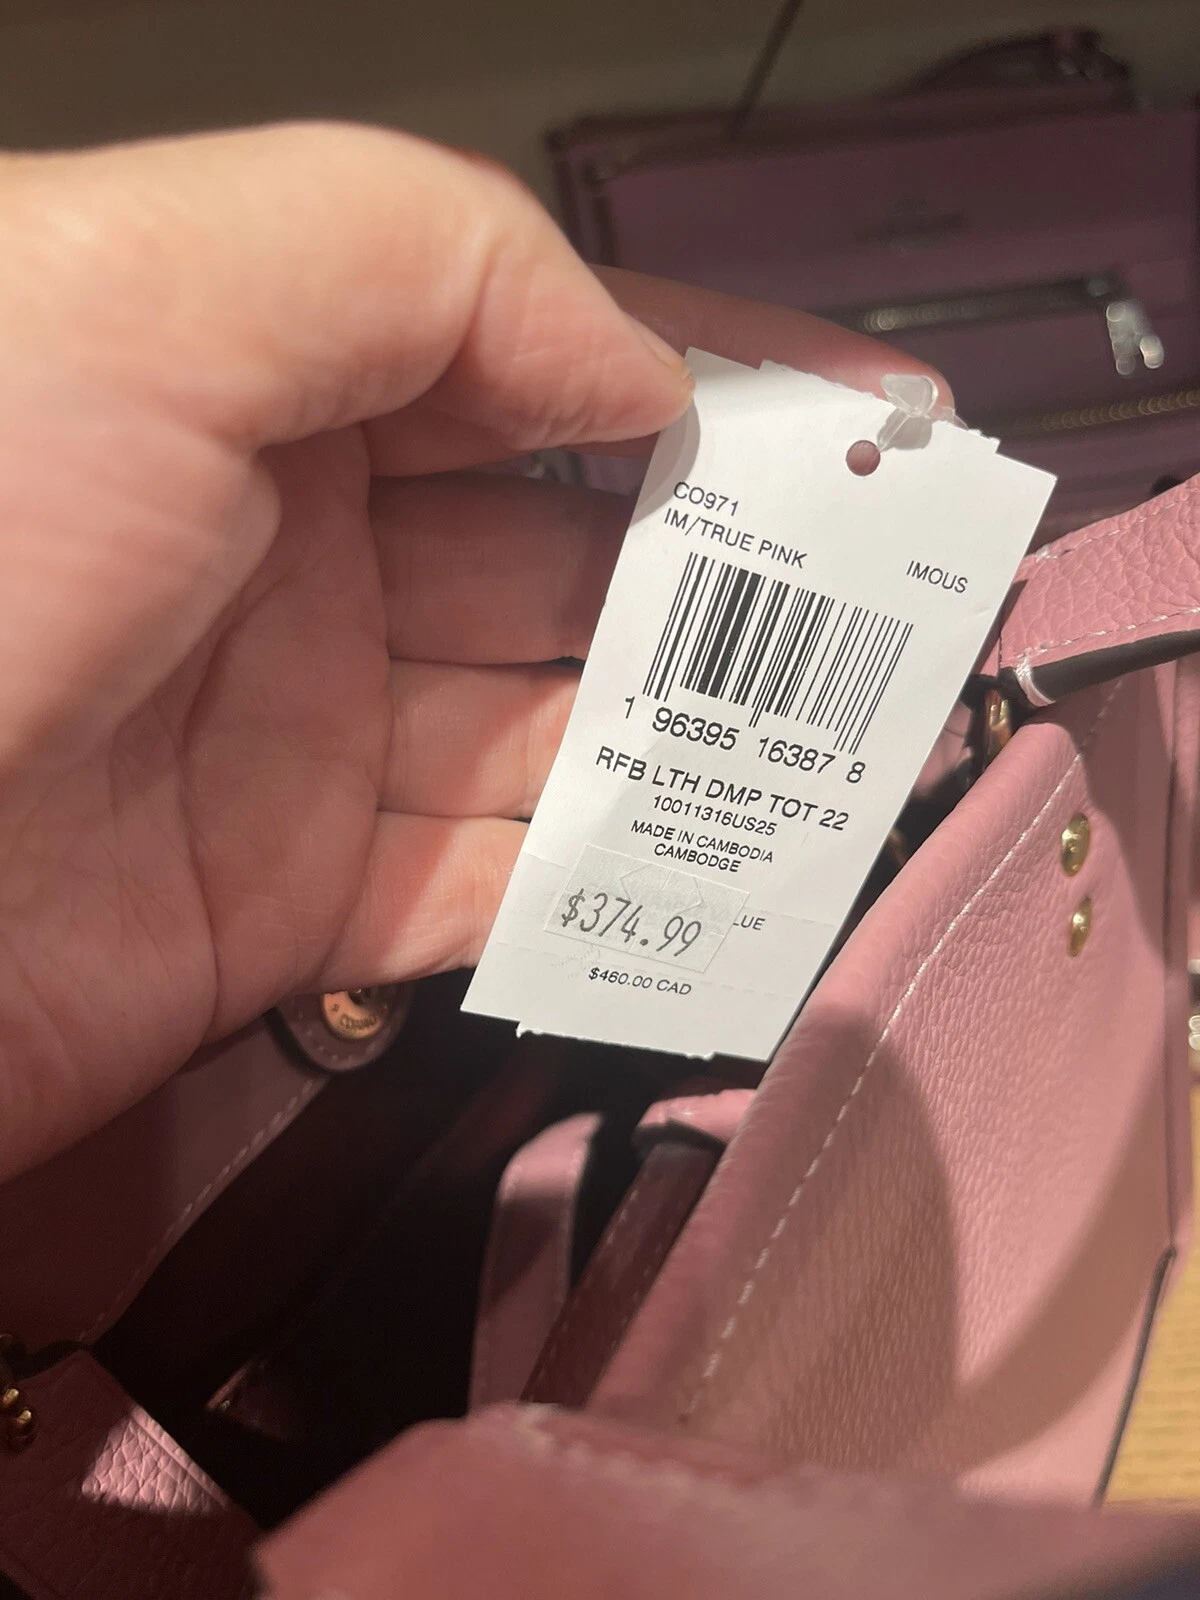 CO971
IM/TRUE PINK
IMOUS
1 96395 16387 8
RFB LTH DMP TOT 22
10011316US25
MADE IN CAMBODIA
CAMBODGE
$374.99
LUE
$460.00 CAD